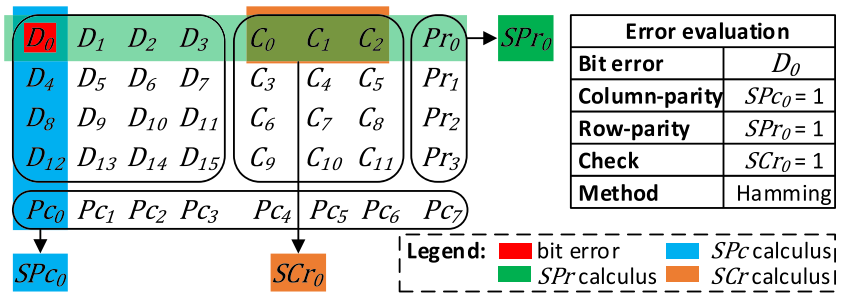 D0 D1 D2 D3 C0 C1 C2 Pr0 SPr0
D4 D5 D6 D7 C3 C4 C5 Pr1
D8 D9 D10 D11 C6 C7 C8 Pr2
D12 D13 D14 D15 C9 C10 C11 Pr3
Pc0 Pc1 Pc2 Pc3 Pc4 Pc5 Pc6 Pc7
SPc0 SCr0
Error evaluation
Bit error D0
Column-parity SPc0 = 1
Row-parity SPr0 = 1
Check SCr0 = 1
Method Hamming
Legend: bit error SPc calculus
SPr calculus SCr calculus